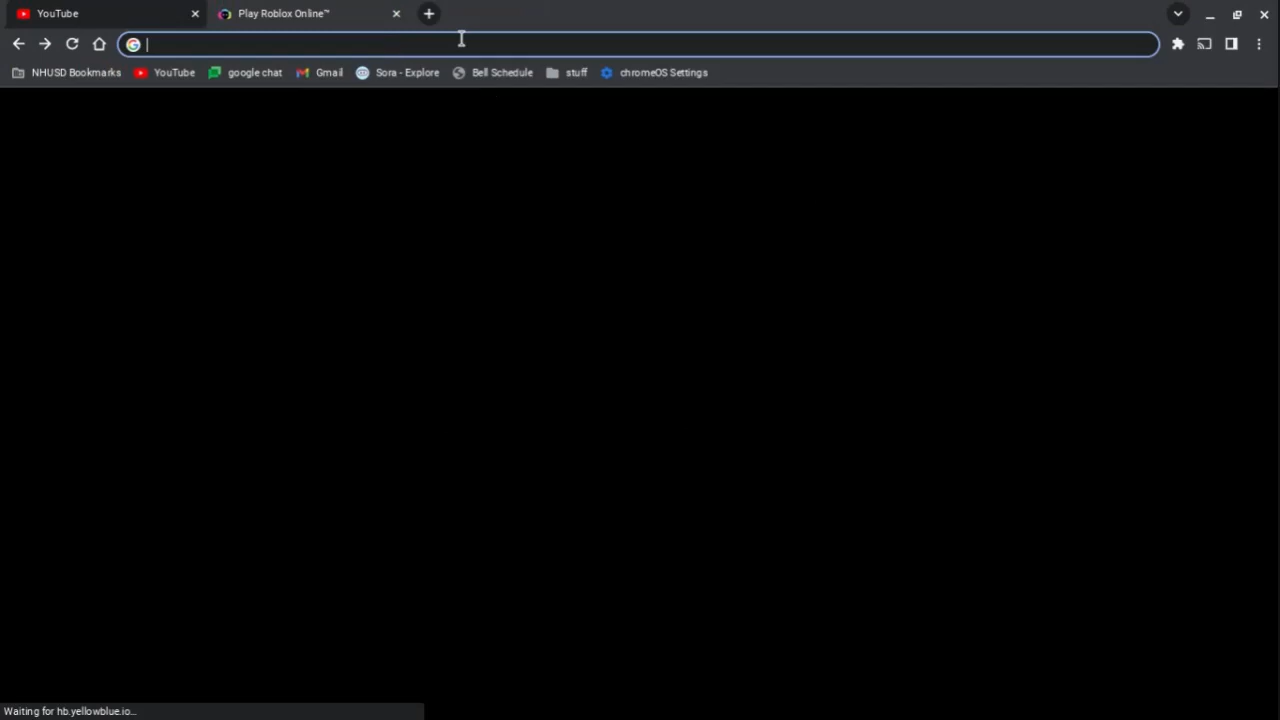 YouTube
Play Roblox Online™
NHUSD Bookmarks YouTube google chat Gmail Sora - Explore Bell Schedule stuff chromeOS Settings
Waiting for hb.yellowblue.io...